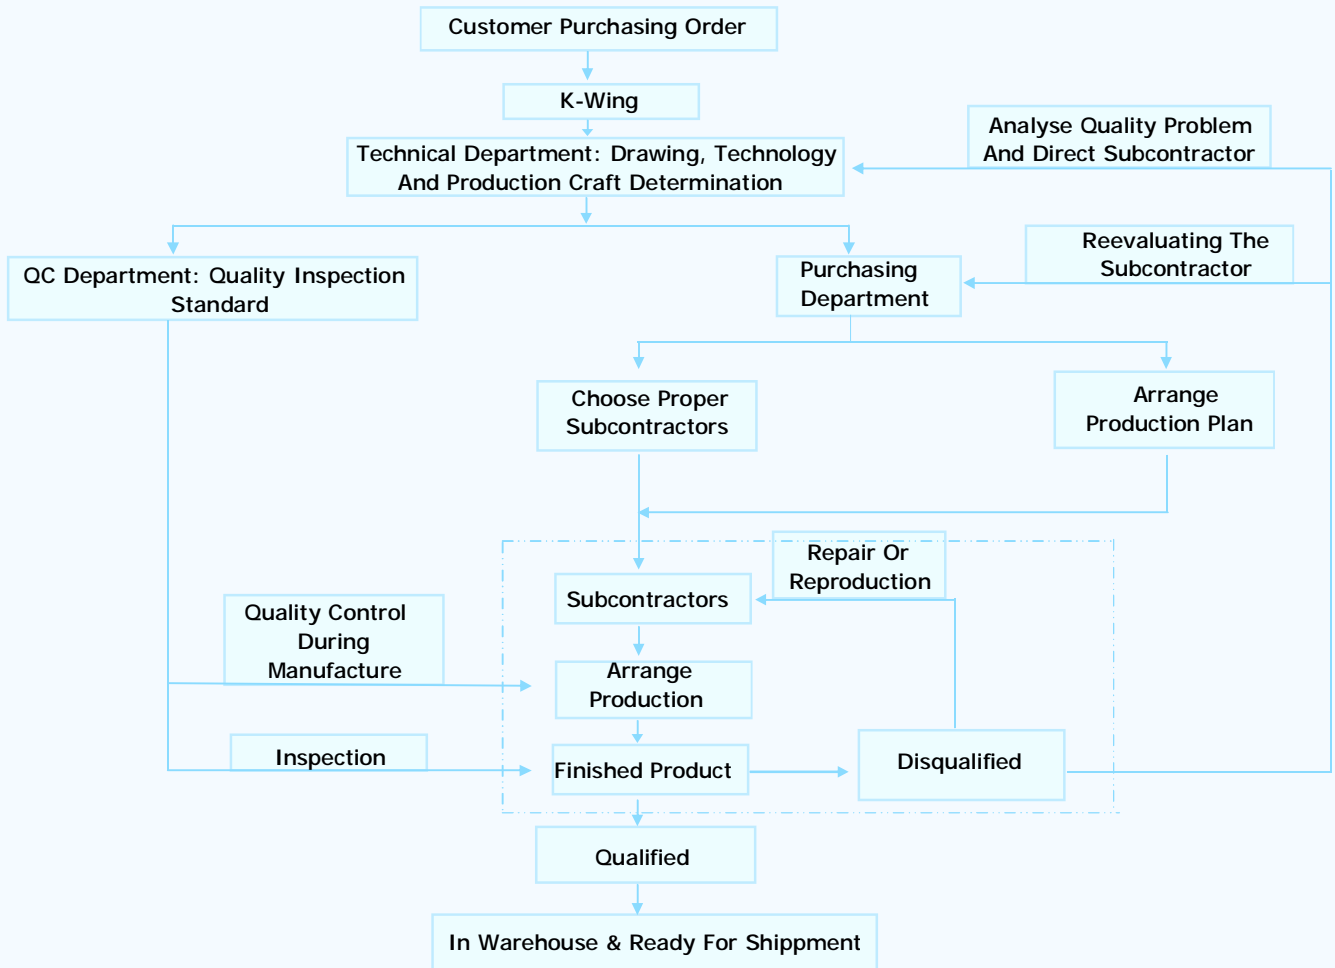 Customer Purchasing Order
K-Wing
Analyse Quality Problem
And Direct Subcontractor
Technical Department: Drawing, Technology
And Production Craft Determination
Reevaluating The
Subcontractor
QC Department: Quality Inspection
Standard
Purchasing
Department
Choose Proper
Subcontractors
Arrange
Production Plan
Repair Or
Reproduction
Subcontractors
Quality Control
During
Manufacture
Arrange
Production
Inspection
Finished Product
Disqualified
Qualified
In Warehouse & Ready For Shippment